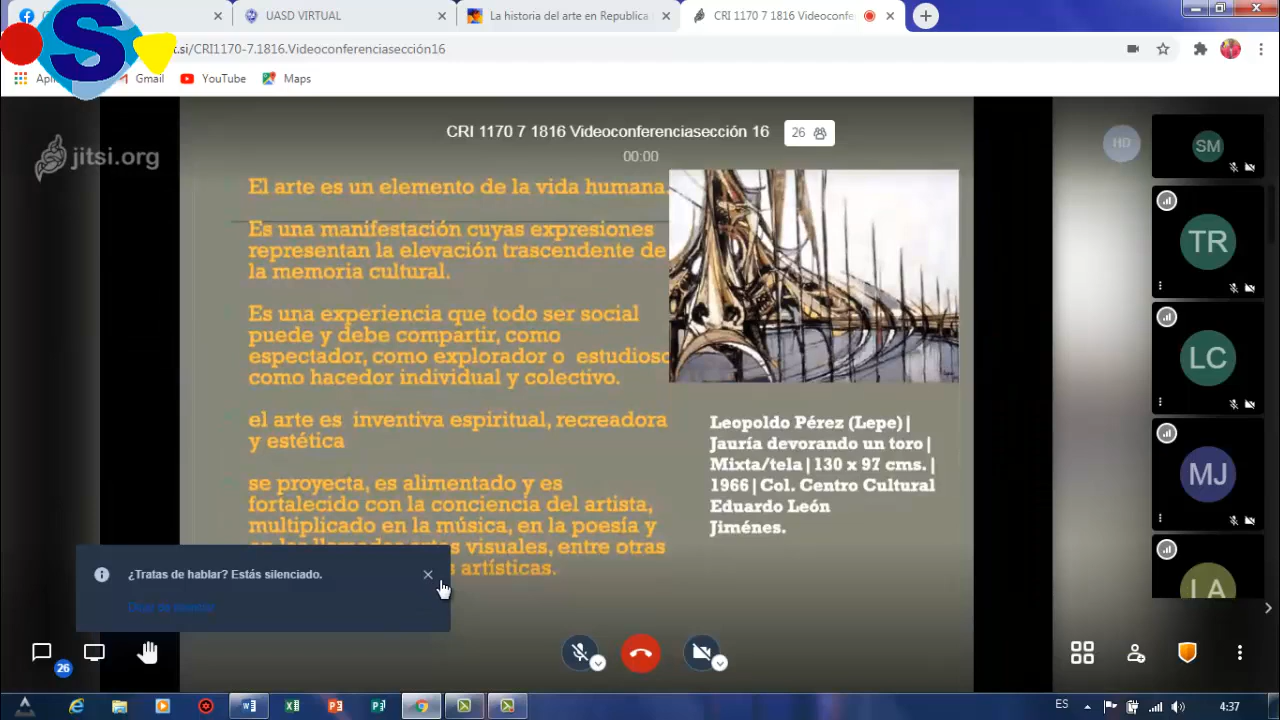 UASD VIRTUAL
La historia del arte en Republica
CRI 1170 7 1816 Videoconfe
S
t.si/CRI1170-7.1816.Videoconferenciasección16
Apl
Gmail
YouTube
Maps
jitsi.org
CRI 1170 7 1816 Videoconferenciasección 16
26
00:00
HD
SM
TR
LC
MJ
LA
El arte es un elemento de la vida humana.
Es una manifestación cuyas expresiones
representan la elevación trascendente de
la memoria cultural.
Es una experiencia que todo ser social
puede y debe compartir, como
espectador, como explorador o estudioso
como hacedor individual y colectivo.
el arte es inventiva espiritual, recreadora
y estética
se proyecta, es alimentado y es
fortalecido con la conciencia del artista,
multiplicado en la música, en la poesía y
visuales, entre otras
artísticas.
Leopoldo Pérez (Lepe)|
Jauría devorando un toro|
Mixta/tela|130 x 97 cms.|
1966|Col. Centro Cultural
Eduardo León
Jiménes.
¿Tratas de hablar? Estás silenciado.
26
ES
4:37